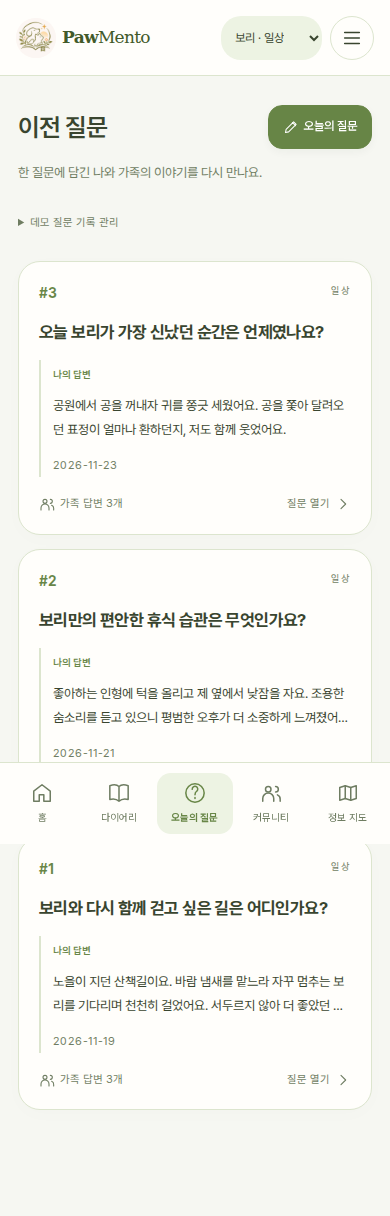 PawMento
보리 · 일상
이전 질문
오늘의 질문
한 질문에 담긴 나와 가족의 이야기를 다시 만나요.
데모 질문 기록 관리
#3
일상
오늘 보리가 가장 신났던 순간은 언제였나요?
나의 답변
공원에서 공을 꺼내자 귀를 쫑긋 세웠어요. 공을 쫓아 달려오
던 표정이 얼마나 환하던지, 저도 함께 웃었어요.
2026-11-23
가족 답변 3개
질문 열기
#2
일상
보리만의 편안한 휴식 습관은 무엇인가요?
나의 답변
좋아하는 인형에 턱을 올리고 제 옆에서 낮잠을 자요. 조용한
숨소리를 듣고 있으니 평범한 오후가 더 소중하게 느껴졌어...
2026-11-21
홈
다이어리
오늘의 질문
커뮤니티
정보 지도
#1
일상
보리와 다시 함께 걷고 싶은 길은 어디인가요?
나의 답변
노을이 지던 산책길이요. 바람 냄새를 맡느라 자꾸 멈추는 보
리를 기다리며 천천히 걸었어요. 서두르지 않아 더 좋았던 ...
2026-11-19
가족 답변 3개
질문 열기